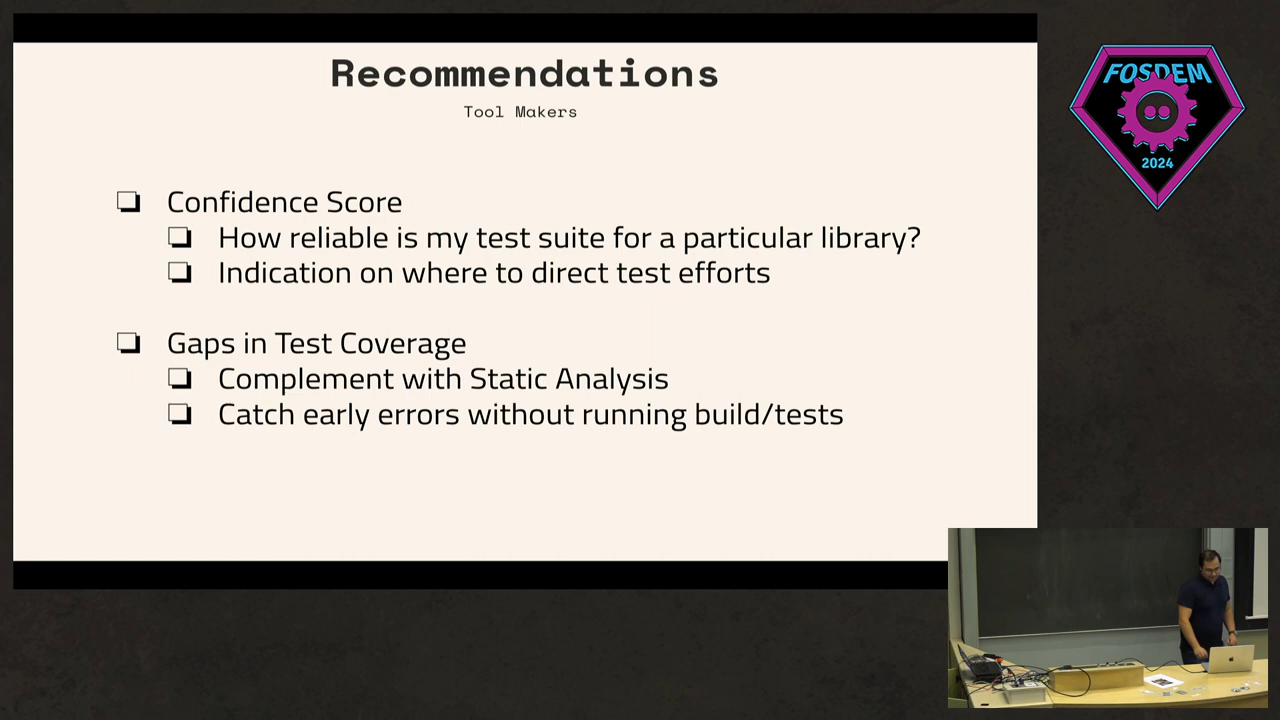 Recommendations
Tool Makers
Confidence Score
How reliable is my test suite for a particular library?
Indication on where to direct test efforts
Gaps in Test Coverage
Complement with Static Analysis
Catch early errors without running build/tests
FOSDEM
2024